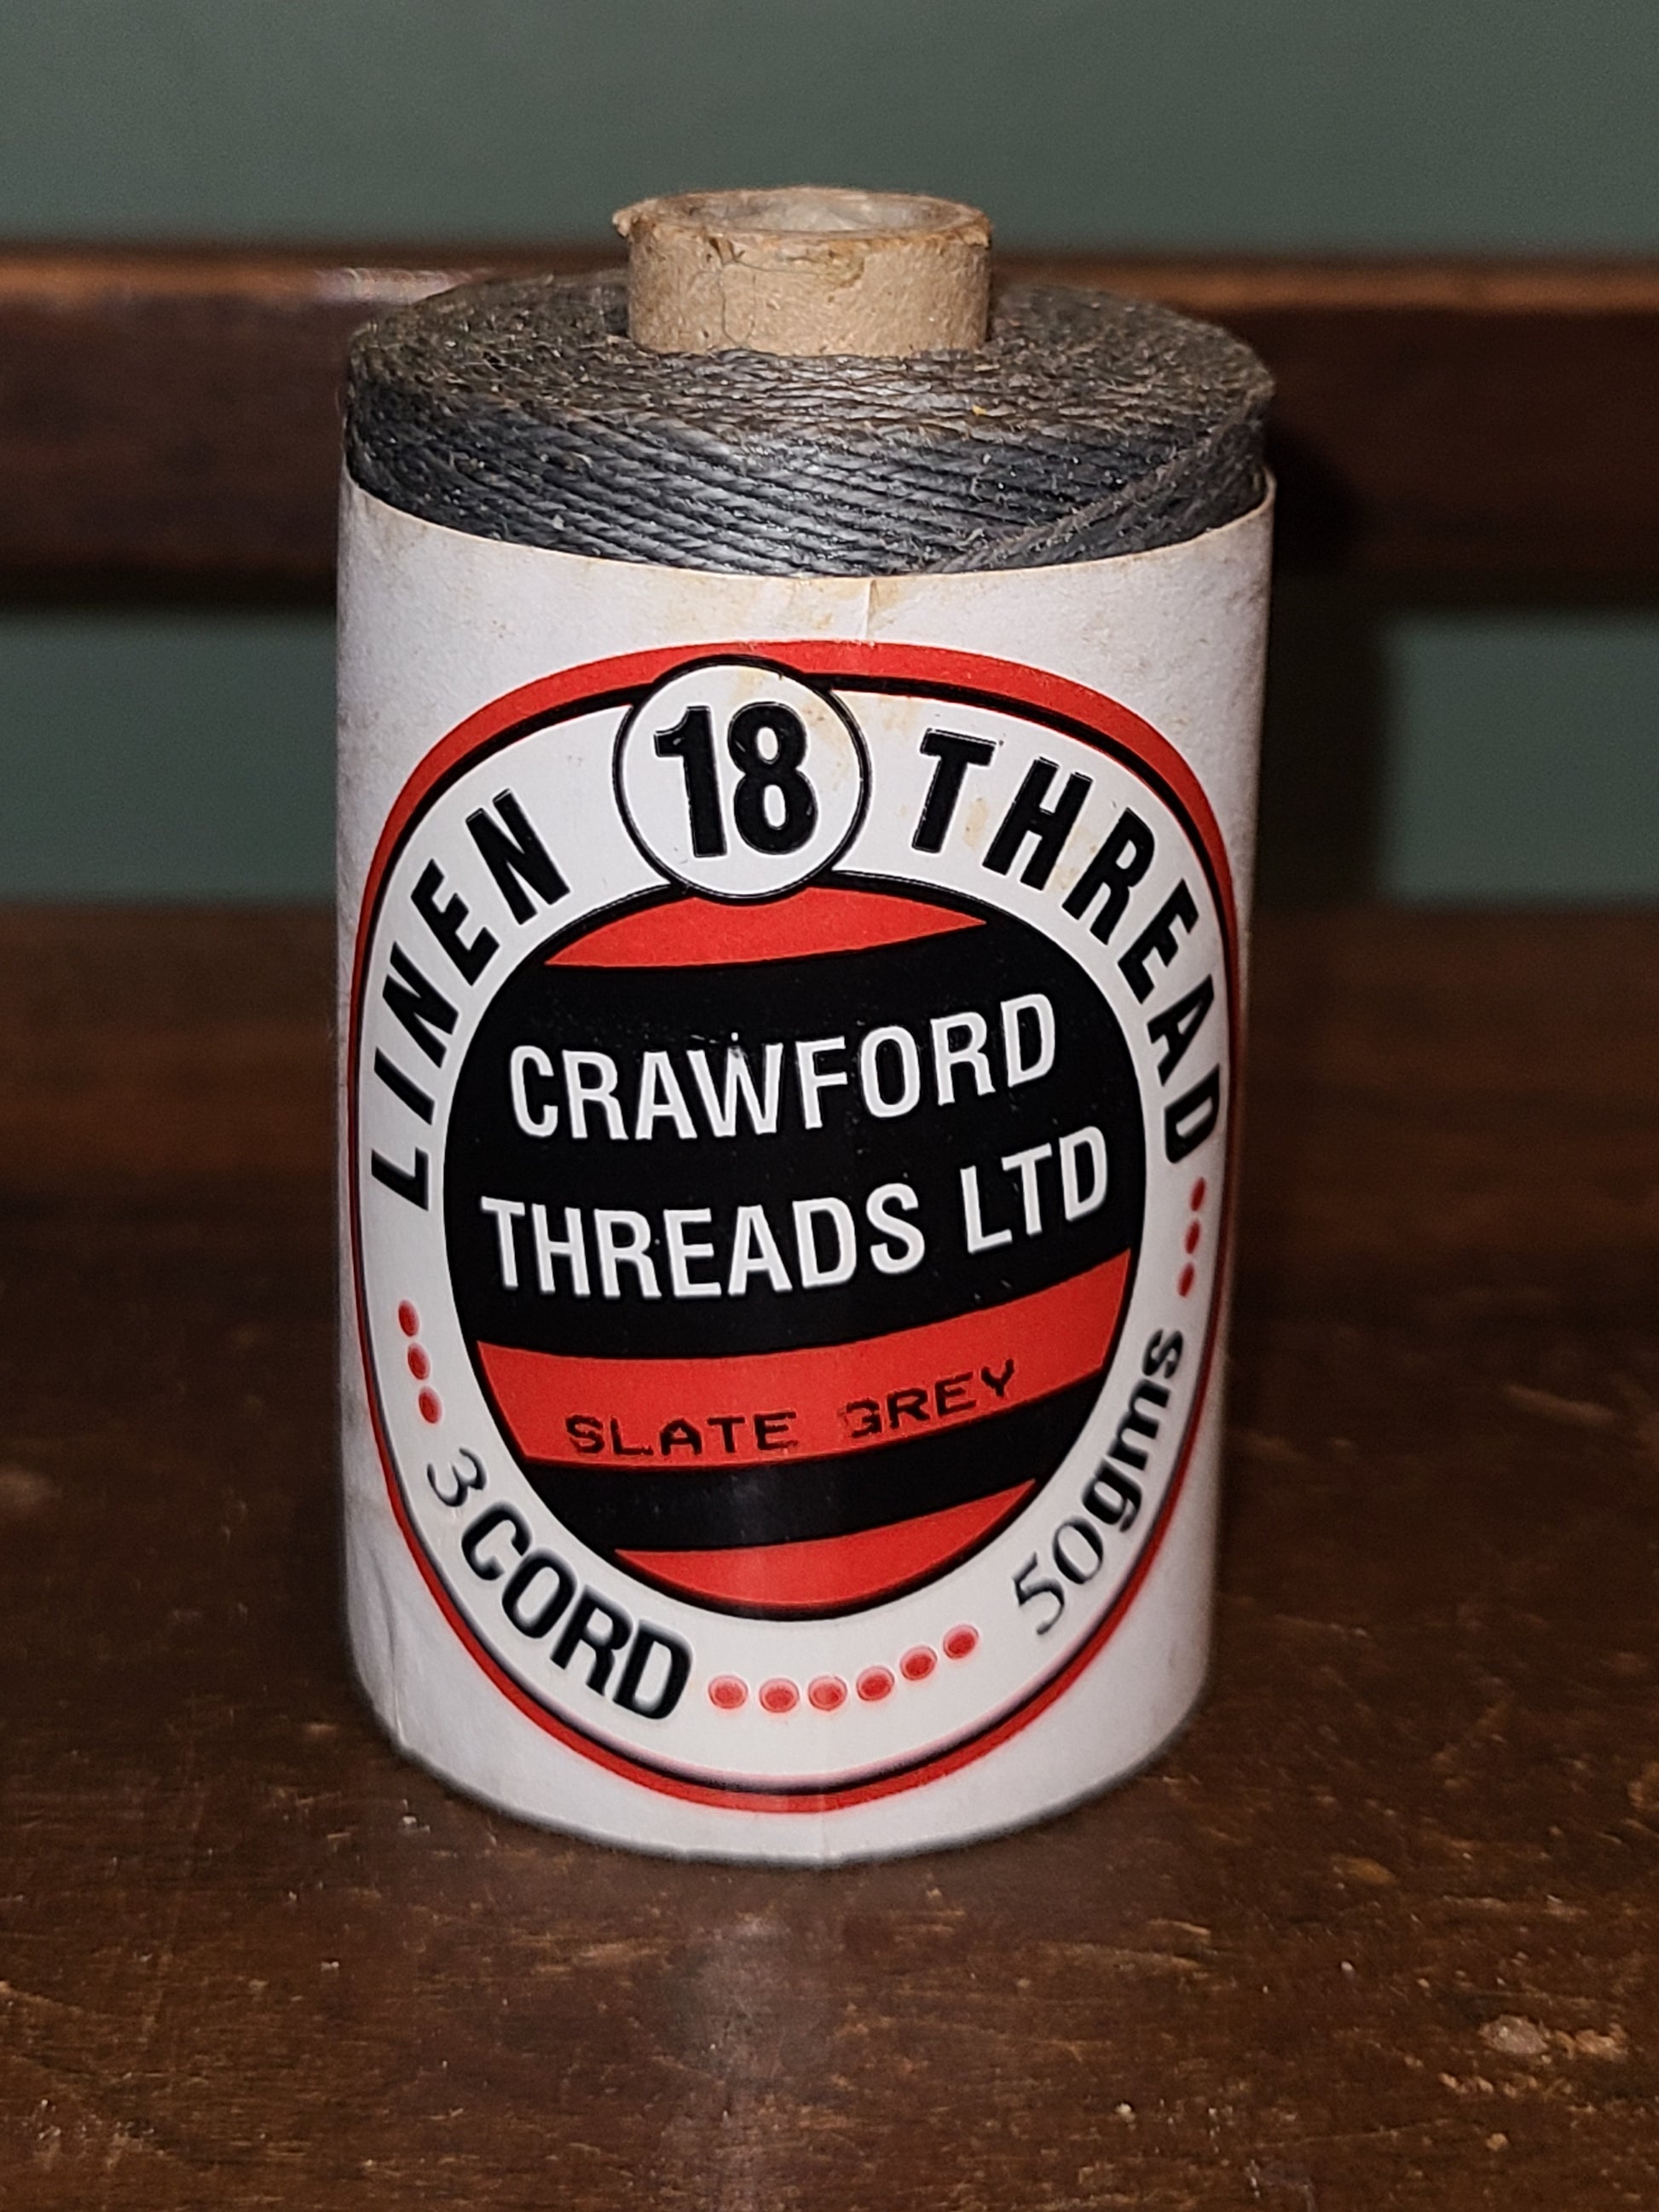 LINEN 18 THREAD
CRAWFORD
THREADS LTD
SLATE GREY
3 CORD
50gms